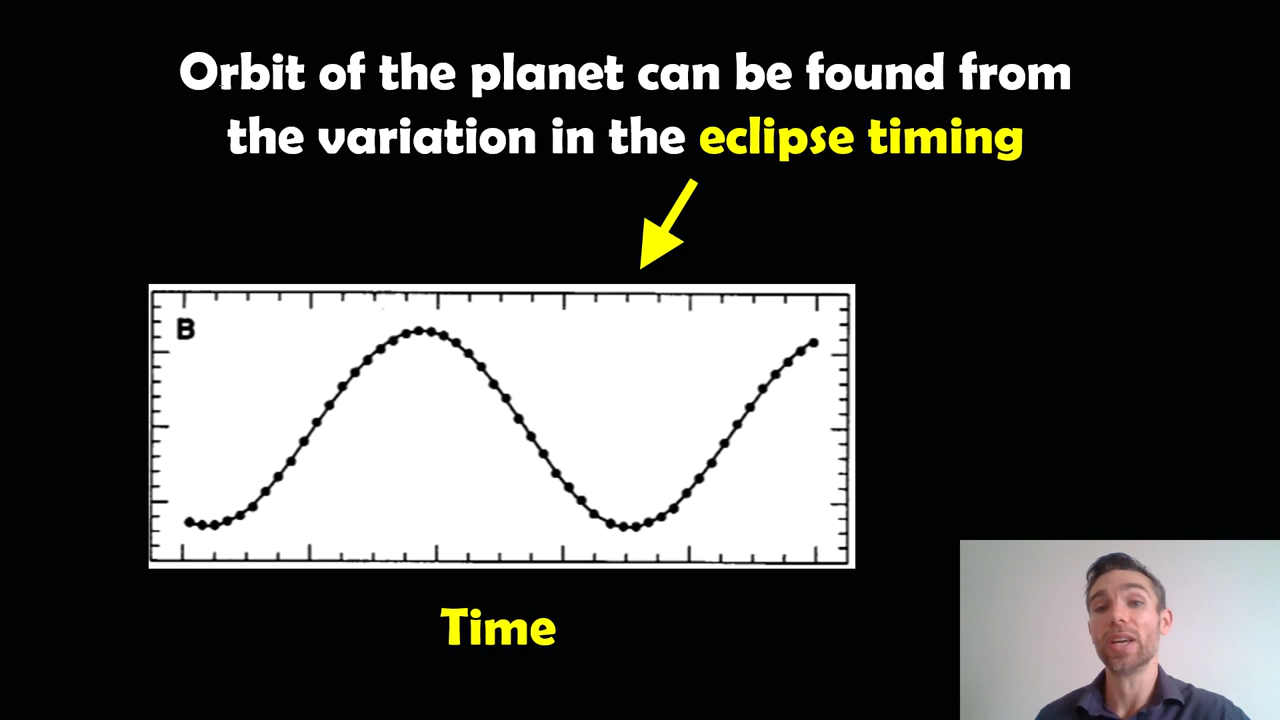 Orbit of the planet can be found from
the variation in the eclipse timing
B
Time